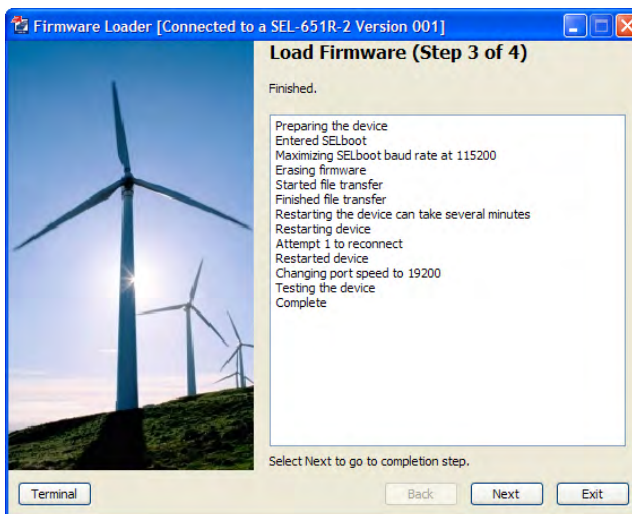 Firmware Loader [Connected to a SEL-651R-2 Version 001]
Load Firmware (Step 3 of 4)
Finished.
Preparing the device
Entered SELboot
Maximizing SELboot baud rate at 115200
Erasing firmware
Started file transfer
Finished file transfer
Restarting the device can take several minutes
Restarting device
Attempt 1 to reconnect
Restarted device
Changing port speed to 19200
Testing the device
Complete
Select Next to go to completion step.
Terminal
Back
Next
Exit